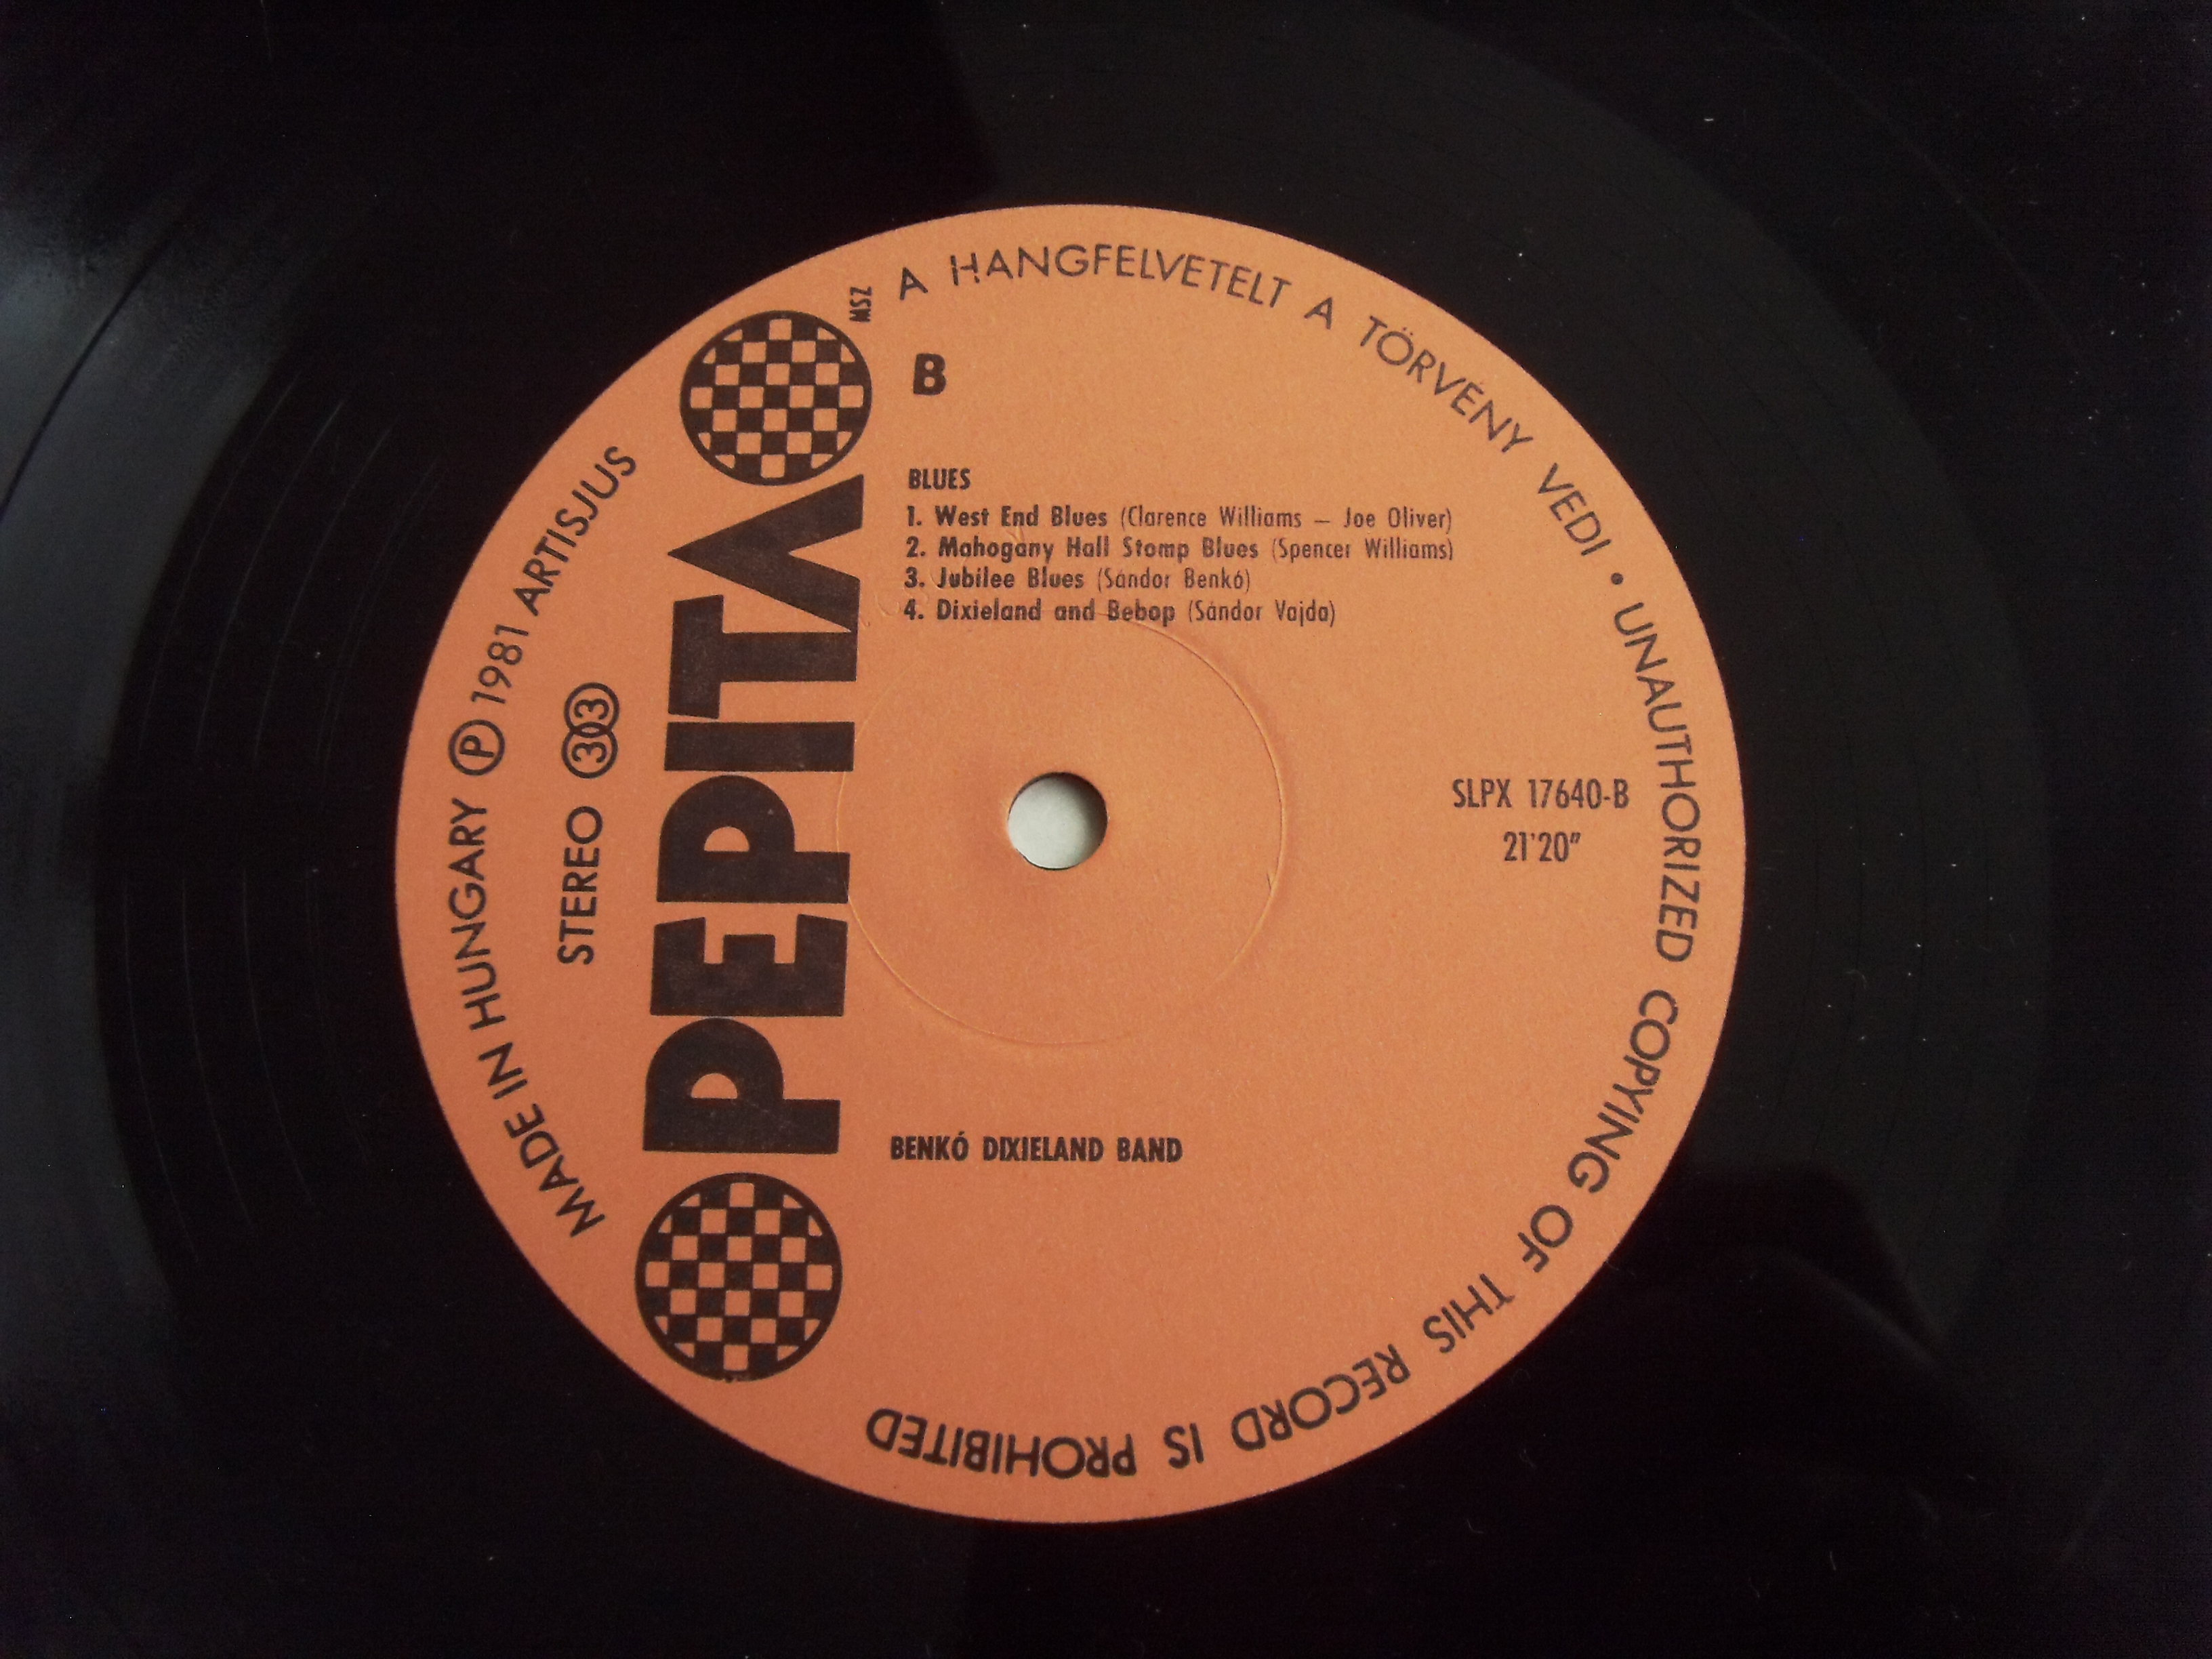 A HANGFELVETELT A TÖRVÉNY VEDI • UNAUTHORIZED COPYING OF THIS RECORD IS PROHIBITED
MADE IN HUNGARY Ⓟ 1981 ARTISJUS
STEREO 33
PEPITA
MSZ
B
BLUES
1. West End Blues (Clarence Williams – Joe Oliver)
2. Mahogany Hall Stomp Blues (Spencer Williams)
3. Jubilee Blues (Sándor Benkó)
4. Dixieland and Bebop (Sándor Vajda)
SLPX 17640-B
21'20"
BENKÓ DIXIELAND BAND